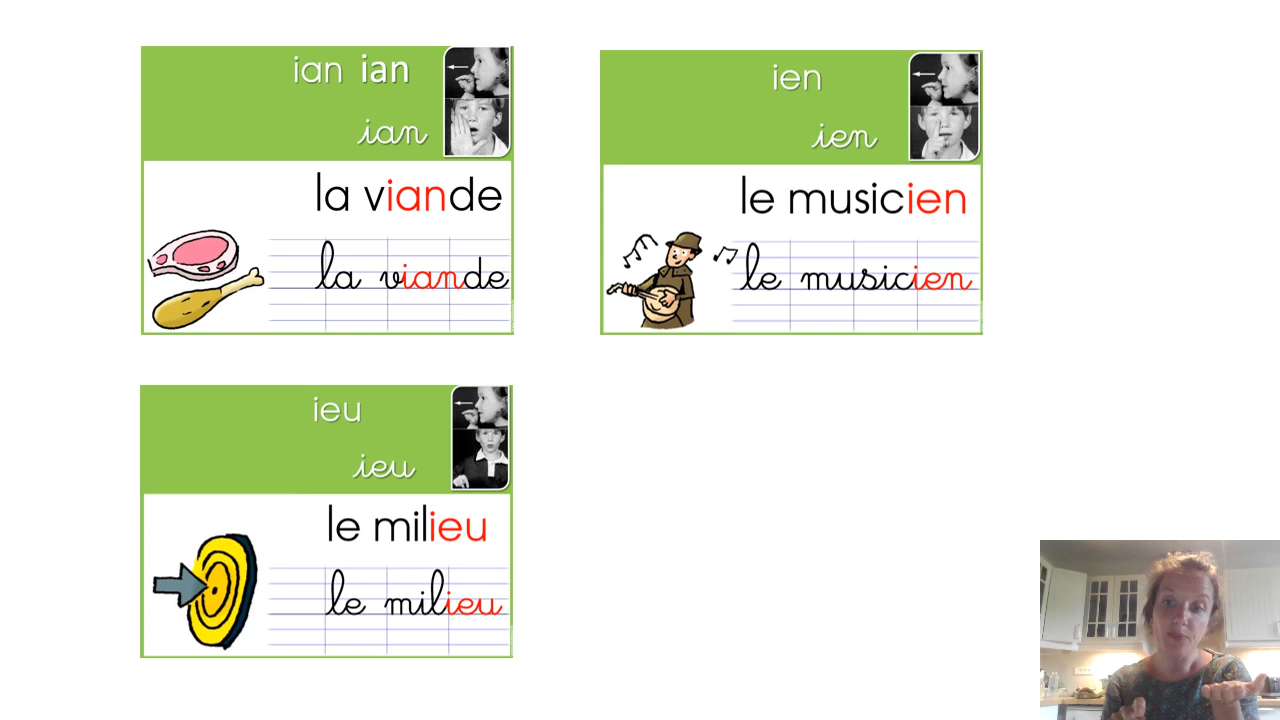 ian ian
ian
la viande
la viande
ien
ien
le musicien
le musicien
ieu
ieu
le milieu
le milieu